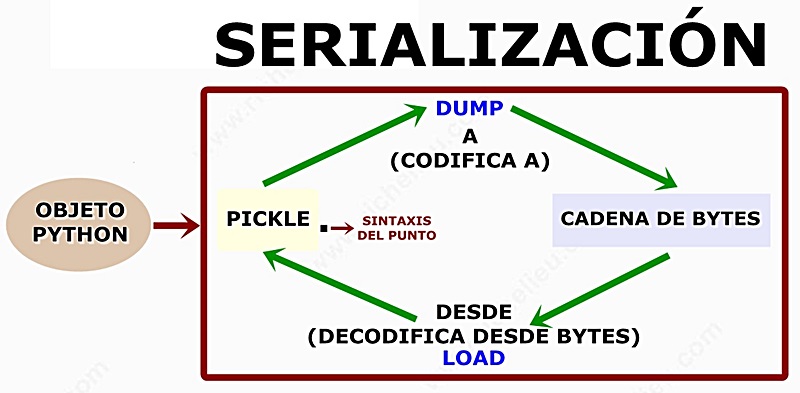 SERIALIZACIÓN
DUMP
A
(CODIFICA A)
OBJETO
PYTHON
PICKLE.
SINTAXIS
DEL PUNTO
CADENA DE BYTES
DESDE
(DECODIFICA DESDE BYTES)
LOAD